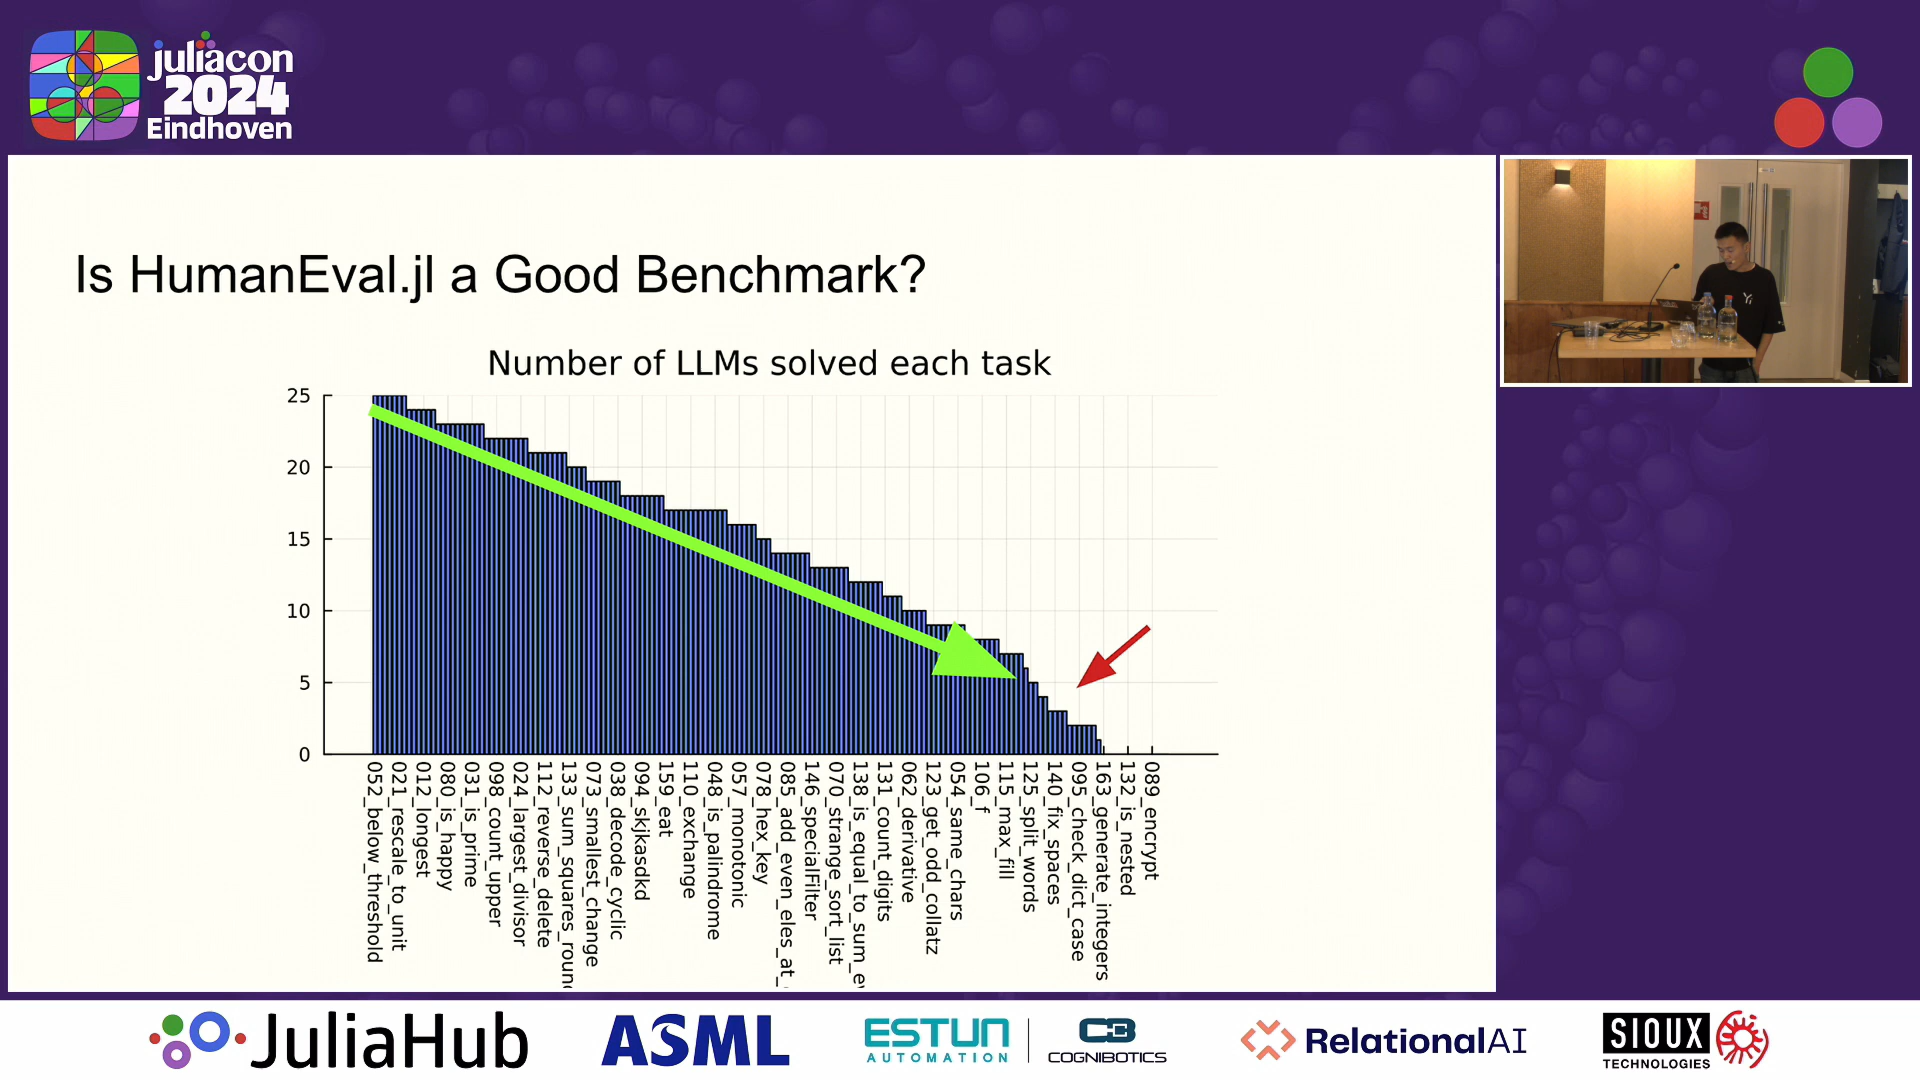 juliacon
2024
Eindhoven
Is HumanEval.jl a Good Benchmark?
Number of LLMs solved each task
25
20
15
10
5
0
052_below_threshold
021_rescale_to_unit
012_longest
080_is_happy
031_is_prime
098_count_upper
024_largest_divisor
112_reverse_delete
133_sum_squares_roun
073_smallest_change
038_decode_cyclic
094_skjkasdkd
159_eat
110_exchange
048_is_palindrome
057_monotonic
078_hex_key
085_add_even_eles_at_
146_specialFilter
070_strange_sort_list
138_is_equal_to_sum_e
131_count_digits
062_derivative
123_get_odd_collatz
054_same_chars
106_f
115_max_fill
125_split_words
140_fix_spaces
095_check_dict_case
163_generate_integers
132_is_nested
089_encrypt
JuliaHub
ASML
ESTUN
AUTOMATION
COGNIBOTICS
RelationalAI
SIOUX
TECHNOLOGIES